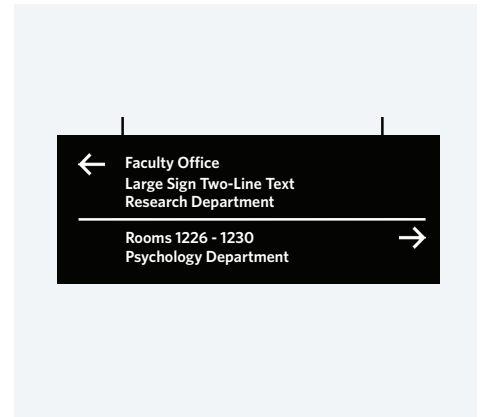 Faculty Office
Large Sign Two-Line Text
Research Department
Rooms 1226 - 1230
Psychology Department